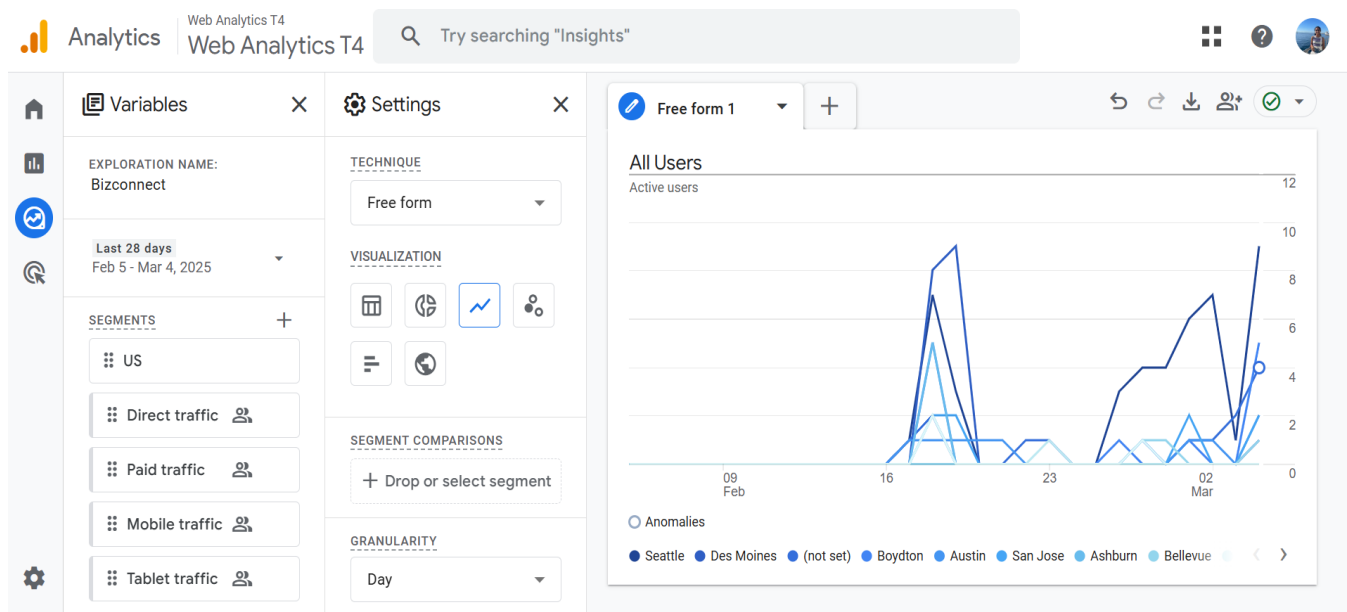 Analytics
Web Analytics T4
Web Analytics T4
Try searching "Insights"
Variables
EXPLORATION NAME:
Bizconnect
Last 28 days
Feb 5 - Mar 4, 2025
SEGMENTS
US
Direct traffic
Paid traffic
Mobile traffic
Tablet traffic
Settings
TECHNIQUE
Free form
VISUALIZATION
SEGMENT COMPARISONS
Drop or select segment
GRANULARITY
Day
Free form 1
All Users
Active users
12
10
8
6
4
2
0
09
Feb
16
23
02
Mar
Anomalies
Seattle
Des Moines
(not set)
Boydton
Austin
San Jose
Ashburn
Bellevue